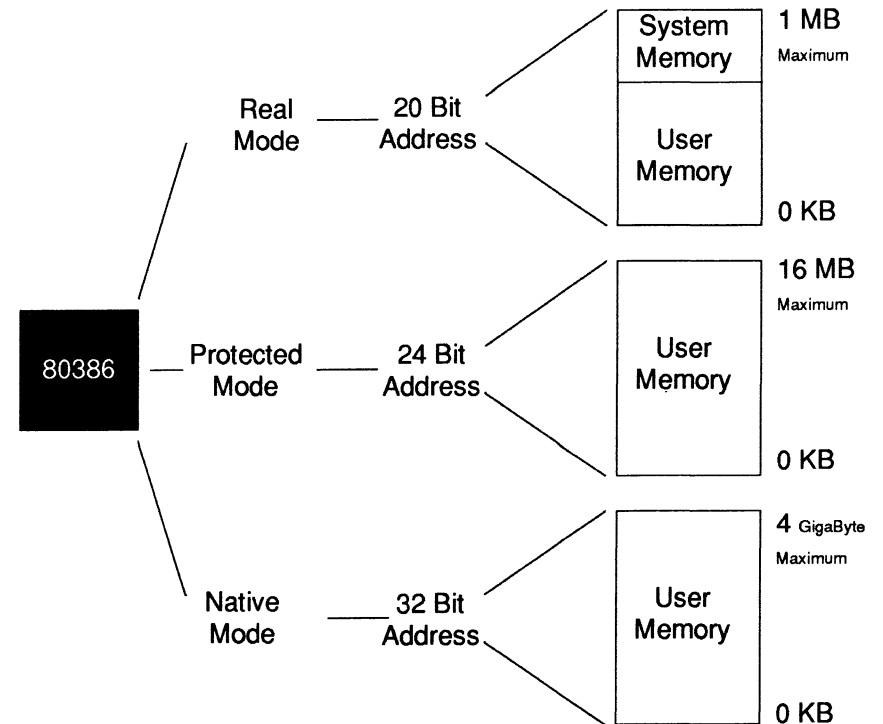 80386
Real
Mode
20 Bit
Address
System
Memory
User
Memory
1 MB
Maximum
0 KB
Protected
Mode
24 Bit
Address
User
Memory
16 MB
Maximum
0 KB
Native
Mode
32 Bit
Address
User
Memory
4 GigaByte
Maximum
0 KB